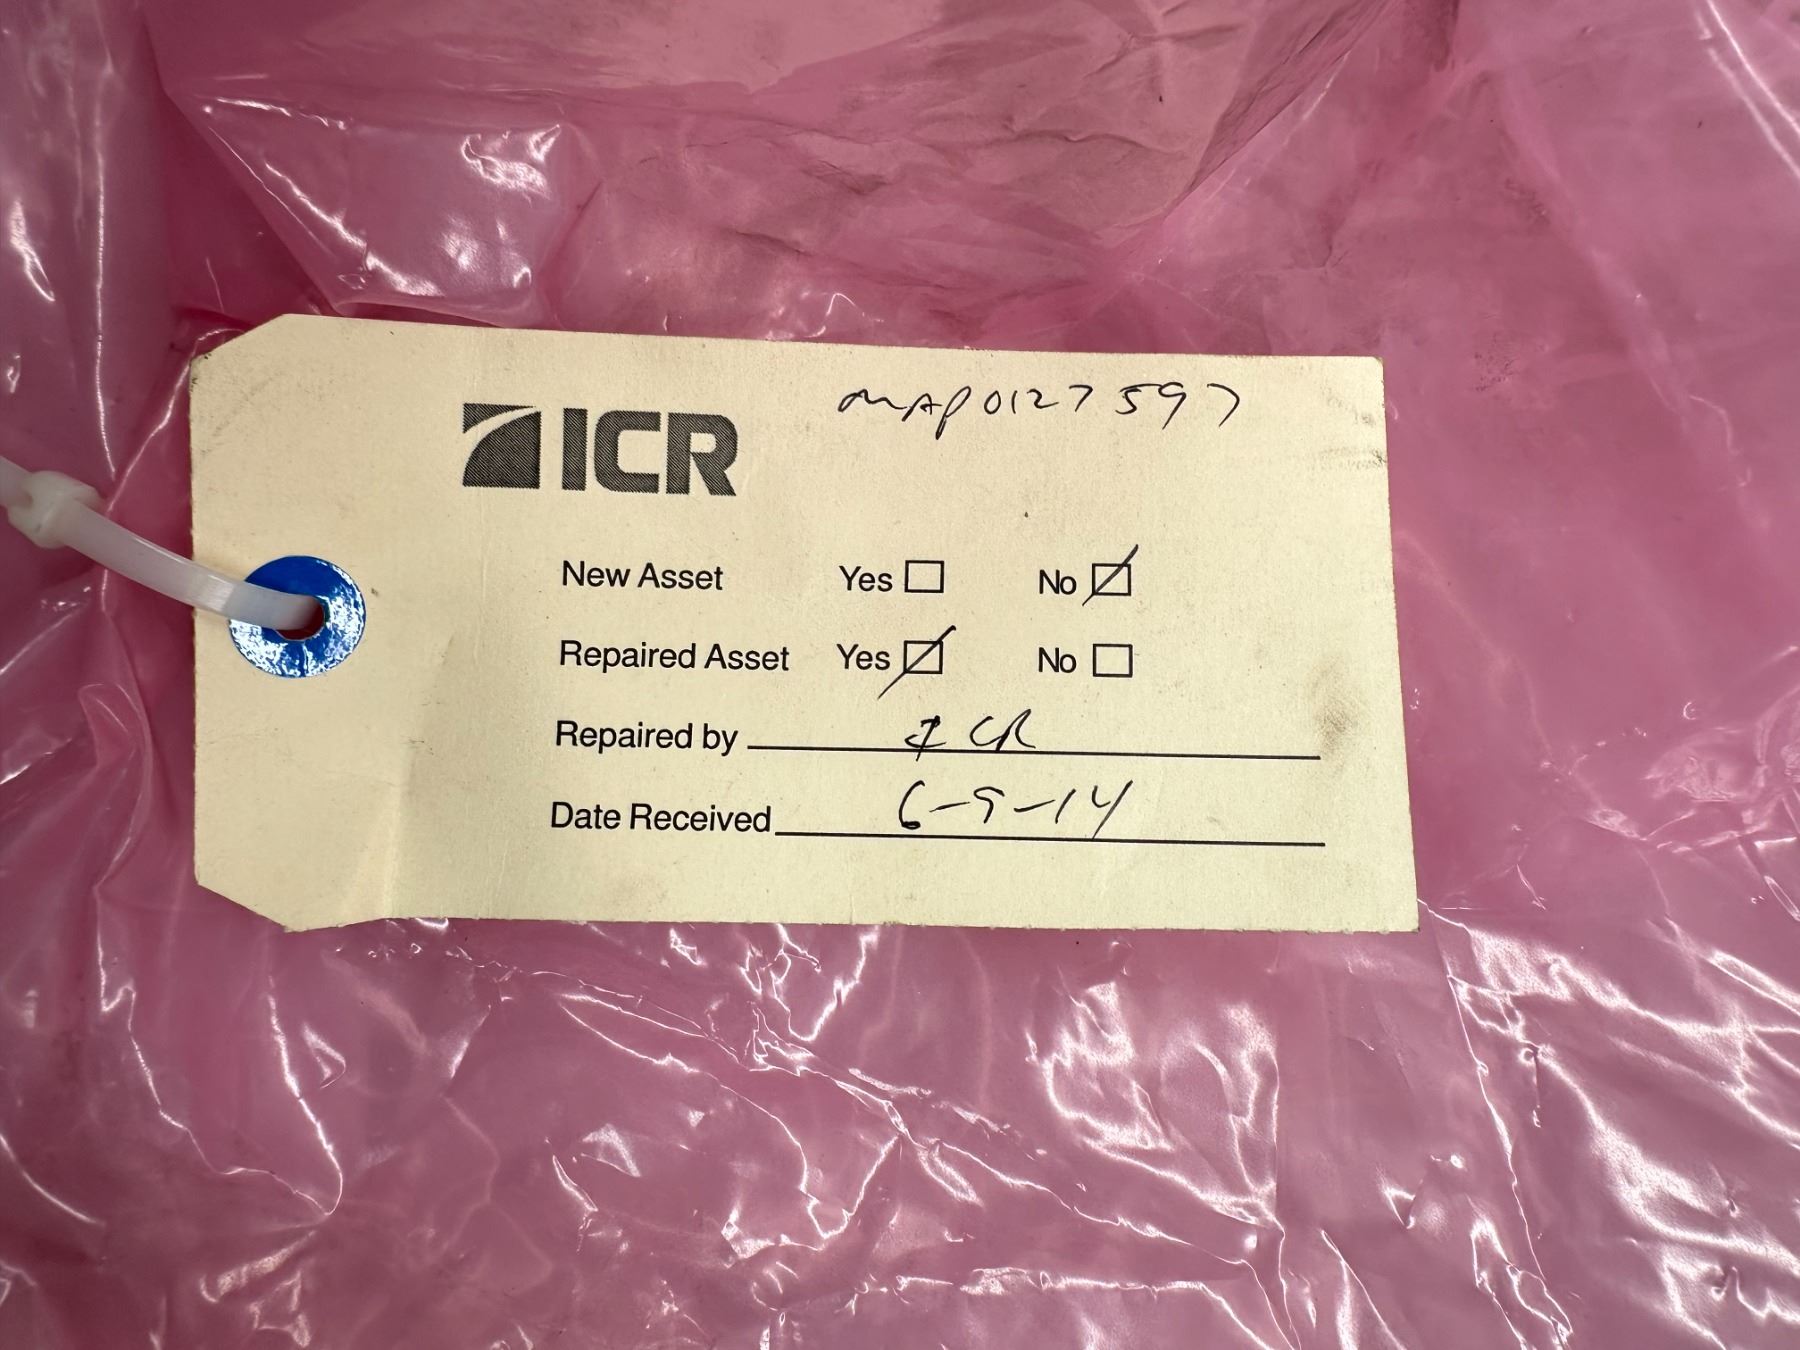 ICR MAP0127597
New Asset Yes ☐ No ☑
Repaired Asset Yes ☑ No ☐
Repaired by ICR
Date Received 6-9-14